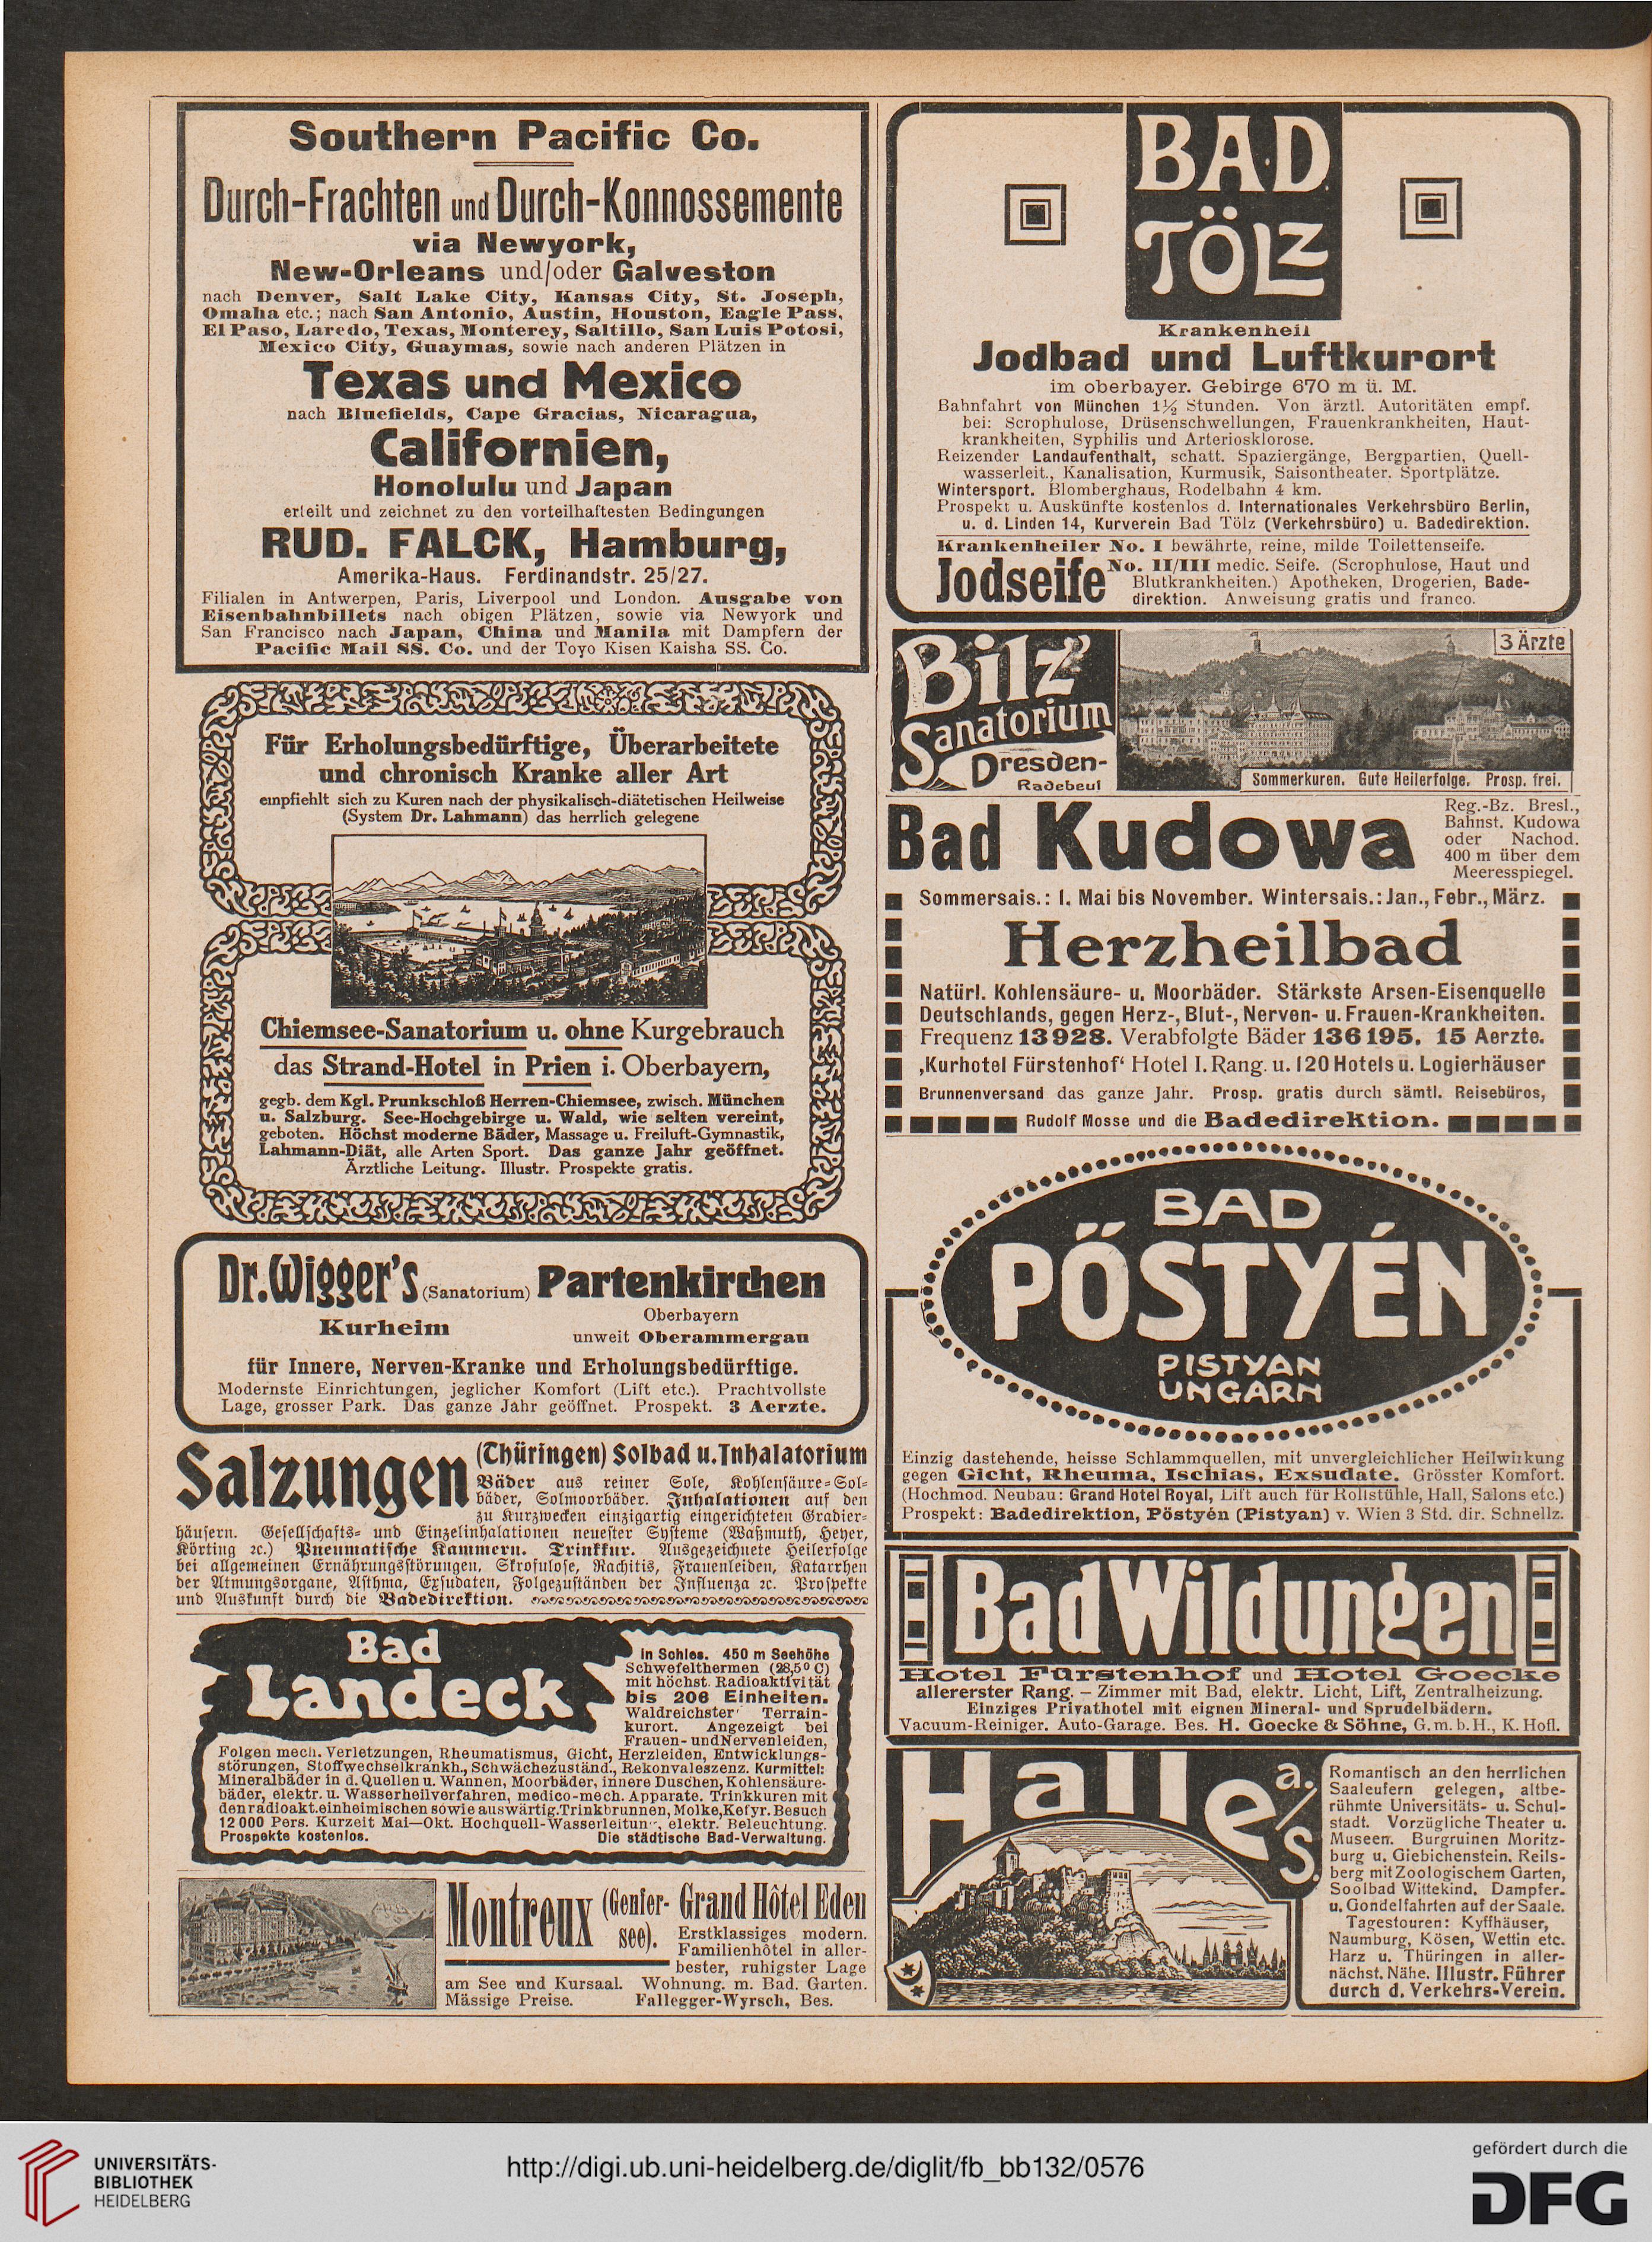 Southern Pacific Co.
Durch-Frachten und Durch-Konnossemente
via Newyork,
New-Orleans und/oder Galveston
nach Denver, Salt Lake City, Kansas City, St. Joseph,
Omaha etc.; nach San Antonio, Austin, Houston, Eagle Pass,
El Paso, Laredo, Texas, Monterey, Saltillo, San Luis Potosi,
Mexico City, Guaymas, sowie nach anderen Plätzen in
Texas und Mexico
nach Bluefields, Cape Gracias, Nicaragua,
Californien,
Honolulu und Japan
erteilt und zeichnet zu den vorteilhaftesten Bedingungen
RUD. FALCK, Hamburg,
Amerika-Haus. Ferdinandstr. 25/27.
Filialen in Antwerpen, Paris, Liverpool und London. Ausgabe von
Eisenbahnbillets nach obigen Plätzen, sowie via Newyork und
San Francisco nach Japan, China und Manila mit Dampfern der
Pacific Mail SS. Co. und der Toyo Kisen Kaisha SS. Co.
Für Erholungsbedürftige, Überarbeitete
und chronisch Kranke aller Art
empfiehlt sich zu Kuren nach der physikalisch-diätetischen Heilweise
(System Dr. Lahmann) das herrlich gelegene
Chiemsee-Sanatorium u. ohne Kurgebrauch
das Strand-Hotel in Prien i. Oberbayern,
gegb. dem Kgl. Prunkschloß Herren-Chiemsee, zwisch. München
u. Salzburg. See-Hochgebirge u. Wald, wie selten vereint,
geboten. Höchst moderne Bäder, Massage u. Freiluft-Gymnastik,
Lahmann-Diät, alle Arten Sport. Das ganze Jahr geöffnet.
Ärztliche Leitung. Illustr. Prospekte gratis.
Dr. Wigger's (Sanatorium) Partenkirchen
Kurheim
Oberbayern
unweit Oberammergau
für Innere, Nerven-Kranke und Erholungsbedürftige.
Modernste Einrichtungen, jeglicher Komfort (Lift etc.). Prachtvollste
Lage, grosser Park. Das ganze Jahr geöffnet. Prospekt. 3 Aerzte.
Salzungen (Thüringen) Solbad u. Inhalatorium
Bäder aus reiner Sole, Kohlensäure-Sol-
bäder, Solmoorbäder. Inhalationen auf den
zu Kurzwecken einzigartig eingerichteten Gradier-
häusern. Gesellschafts- und Einzelinhalationen neuester Systeme (Waßmuth, Heyer,
Körting ꝛc.) Pneumatische Kammern. Trinkkur. Ausgezeichnete Heilerfolge
bei allgemeinen Ernährungsstörungen, Skrofulose, Rachitis, Frauenleiden, Katarrhen
der Atmungsorgane, Asthma, Exsudaten, Folgezuständen der Influenza ꝛc. Prospekte
und Auskunft durch die Badedirektion.
Bad
Landeck
in Schles. 450 m Seehöhe
Schwefelthermen (28,5° C)
mit höchst. Radioaktivität
bis 206 Einheiten.
Waldreichster Terrain-
kurort. Angezeigt bei
Frauen- und Nervenleiden,
Folgen mech. Verletzungen, Rheumatismus, Gicht, Herzleiden, Entwicklungs-
störungen, Stoffwechselkrankh., Schwächezuständ., Rekonvaleszenz. Kurmittel:
Mineralbäder in d. Quellen u. Wannen, Moorbäder, innere Duschen, Kohlensäure-
bäder, elektr. u. Wasserheilverfahren, medico-mech. Apparate. Trinkkuren mit
den radioakt. einheimischen sowie auswärtig. Trinkbrunnen, Molke, Kefyr. Besuch
12 000 Pers. Kurzeit Mai—Okt. Hochquell-Wasserleitung, elektr. Beleuchtung.
Prospekte kostenlos. Die städtische Bad-Verwaltung.
Montreux (Genfer-
see).
Grand Hôtel Eden
Erstklassiges modern.
Familienhôtel in aller-
bester, ruhigster Lage
am See und Kursaal. Wohnung. m. Bad. Garten.
Mässige Preise. Fallegger-Wyrsch, Bes.
BAD
TÖLZ
Krankenheil
Jodbad und Luftkurort
im oberbayer. Gebirge 670 m ü. M.
Bahnfahrt von München 1½ Stunden. Von ärztl. Autoritäten empf.
bei: Scrophulose, Drüsenschwellungen, Frauenkrankheiten, Haut-
krankheiten, Syphilis und Arteriosklorose.
Reizender Landaufenthalt, schatt. Spaziergänge, Bergpartien, Quell-
wasserleit., Kanalisation, Kurmusik, Saisontheater. Sportplätze.
Wintersport. Blomberghaus, Rodelbahn 4 km.
Prospekt u. Auskünfte kostenlos d. Internationales Verkehrsbüro Berlin,
u. d. Linden 14, Kurverein Bad Tölz (Verkehrsbüro) u. Badedirektion.
Krankenheiler No. I bewährte, reine, milde Toilettenseife.
Jodseife No. II/III medic. Seife. (Scrophulose, Haut und
Blutkrankheiten.) Apotheken, Drogerien, Bade-
direktion. Anweisung gratis und franco.
Bilz'
Sanatorium
Dresden-
Radebeul
3 Ärzte
Sommerkuren. Gute Heilerfolge. Prosp. frei.
Bad Kudowa
Reg.-Bz. Bresl.,
Bahnst. Kudowa
oder Nachod.
400 m über dem
Meeresspiegel.
Sommersais.: 1. Mai bis November. Wintersais.: Jan., Febr., März.
Herzheilbad
Natürl. Kohlensäure- u. Moorbäder. Stärkste Arsen-Eisenquelle
Deutschlands, gegen Herz-, Blut-, Nerven- u. Frauen-Krankheiten.
Frequenz 13928. Verabfolgte Bäder 136195. 15 Aerzte.
‚Kurhotel Fürstenhof‘ Hotel I. Rang. u. 120 Hotels u. Logierhäuser
Brunnenversand das ganze Jahr. Prosp. gratis durch sämtl. Reisebüros,
Rudolf Mosse und die Badedirektion.
BAD
PŐSTYÉN
PISTYAN
UNGARN
Einzig dastehende, heisse Schlammquellen, mit unvergleichlicher Heilwirkung
gegen Gicht, Rheuma, Ischias, Exsudate. Grösster Komfort.
(Hochmod. Neubau: Grand Hotel Royal, Lift auch für Rollstühle, Hall, Salons etc.)
Prospekt: Badedirektion, Pöstyén (Pistyan) v. Wien 3 Std. dir. Schnellz.
Bad Wildungen
Hotel Fürstenhof und Hotel Goecke
allererster Rang. — Zimmer mit Bad, elektr. Licht, Lift, Zentralheizung.
Einziges Privathotel mit eignen Mineral- und Sprudelbädern.
Vacuum-Reiniger. Auto-Garage. Bes. H. Goecke & Söhne, G. m. b. H., K. Hofl.
Halle a./S.
Romantisch an den herrlichen
Saaleufern gelegen, altbe-
rühmte Universitäts- u. Schul-
stadt. Vorzügliche Theater u.
Museen. Burgruinen Moritz-
burg u. Giebichenstein. Reils-
berg mit Zoologischem Garten,
Soolbad Wittekind. Dampfer-
u. Gondelfahrten auf der Saale.
Tagestouren: Kyffhäuser,
Naumburg, Kösen, Wettin etc.
Harz u. Thüringen in aller-
nächst. Nähe. Illustr. Führer
durch d. Verkehrs-Verein.
UNIVERSITÄTS-
BIBLIOTHEK
HEIDELBERG
http://digi.ub.uni-heidelberg.de/diglit/fb_bb132/0576
gefördert durch die
DFG